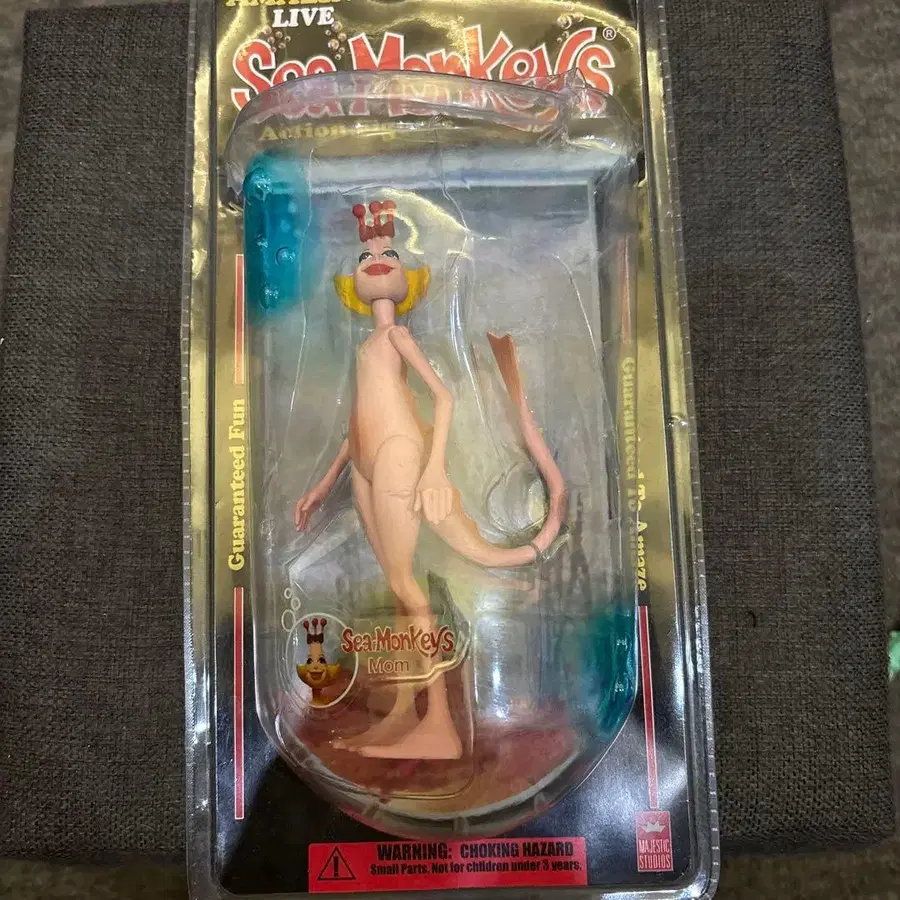 LIVE
Sea-Monkeys®
Action
Guaranteed Fun
Guaranteed To Amaze
Sea-Monkeys
Mom
WARNING: CHOKING HAZARD
Small Parts. Not for children under 3 years.
MAJESTIC
STUDIOS